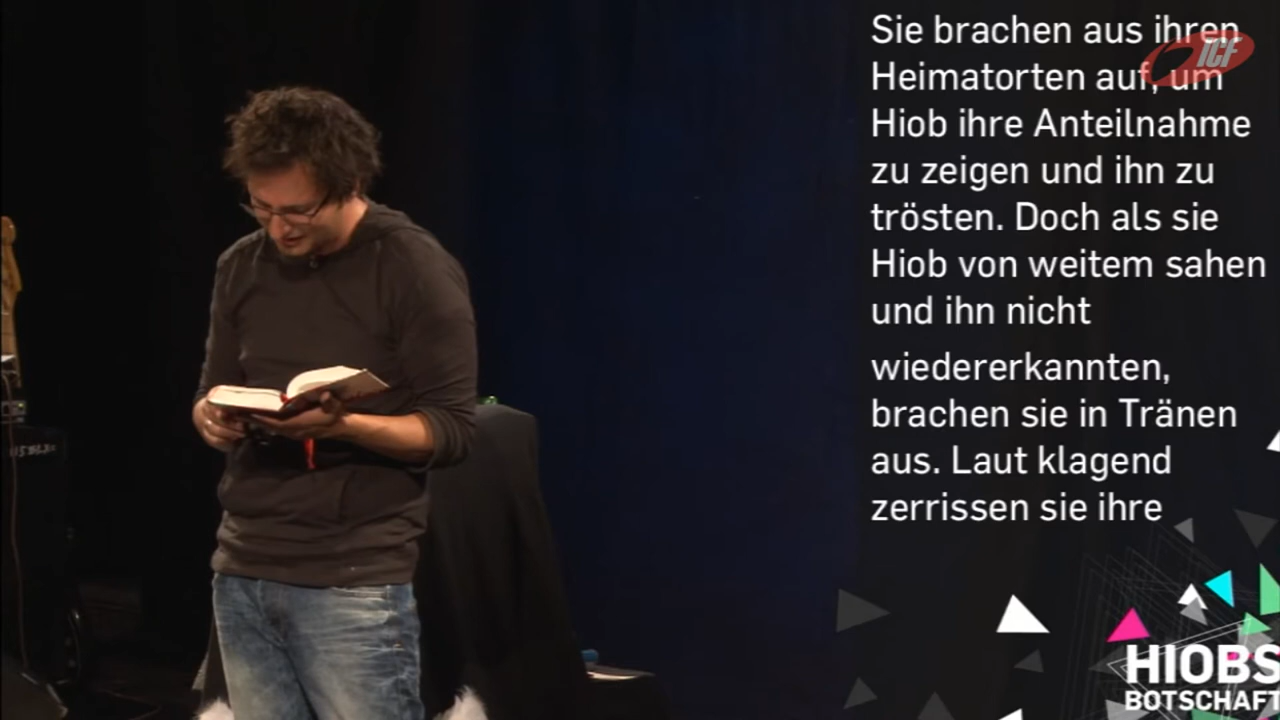 Sie brachen aus ihren
ICF
Heimatorten auf, um
Hiob ihre Anteilnahme
zu zeigen und ihn zu
trösten. Doch als sie
Hiob von weitem sahen
und ihn nicht
wiedererkannten,
brachen sie in Tränen
aus. Laut klagend
zerrissen sie ihre
HIOBS
BOTSCHAFT